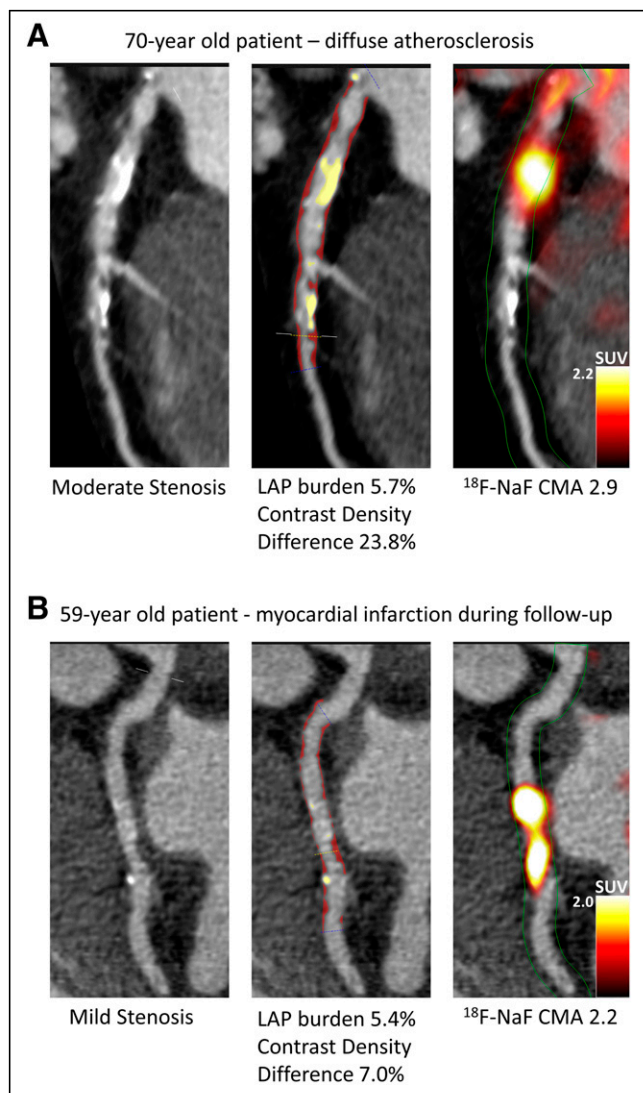 A
70-year old patient – diffuse atherosclerosis
SUV
2.2
Moderate Stenosis
LAP burden 5.7%
Contrast Density
Difference 23.8%
¹⁸F-NaF CMA 2.9
B
59-year old patient - myocardial infarction during follow-up
SUV
2.0
Mild Stenosis
LAP burden 5.4%
Contrast Density
Difference 7.0%
¹⁸F-NaF CMA 2.2